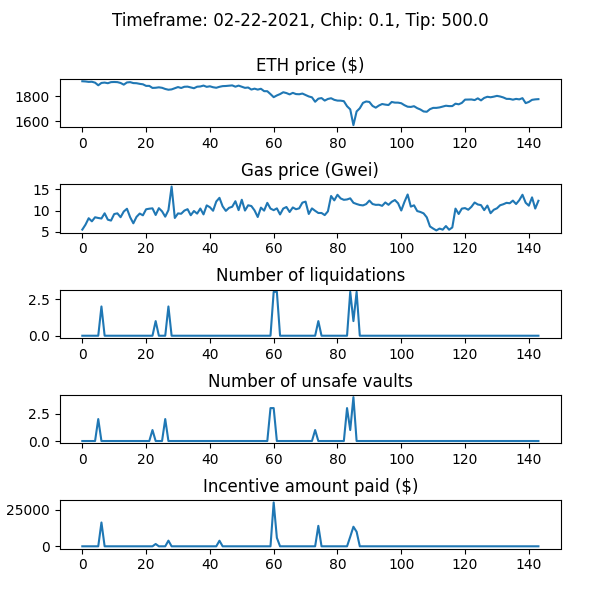 Timeframe: 02-22-2021, Chip: 0.1, Tip: 500.0
ETH price ($)
1800
1600
0 20 40 60 80 100 120 140
Gas price (Gwei)
15
10
5
0 20 40 60 80 100 120 140
Number of liquidations
2.5
0.0
0 20 40 60 80 100 120 140
Number of unsafe vaults
2.5
0.0
0 20 40 60 80 100 120 140
Incentive amount paid ($)
25000
0
0 20 40 60 80 100 120 140